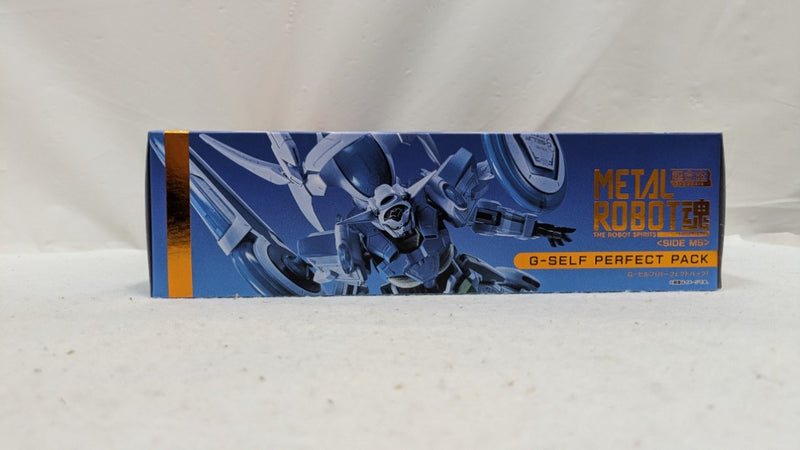 METAL
ROBOT魂
THE ROBOT SPIRITS
<SIDE MS>
G-SELF PERFECT PACK
G-セルフ(パーフェクトパック)